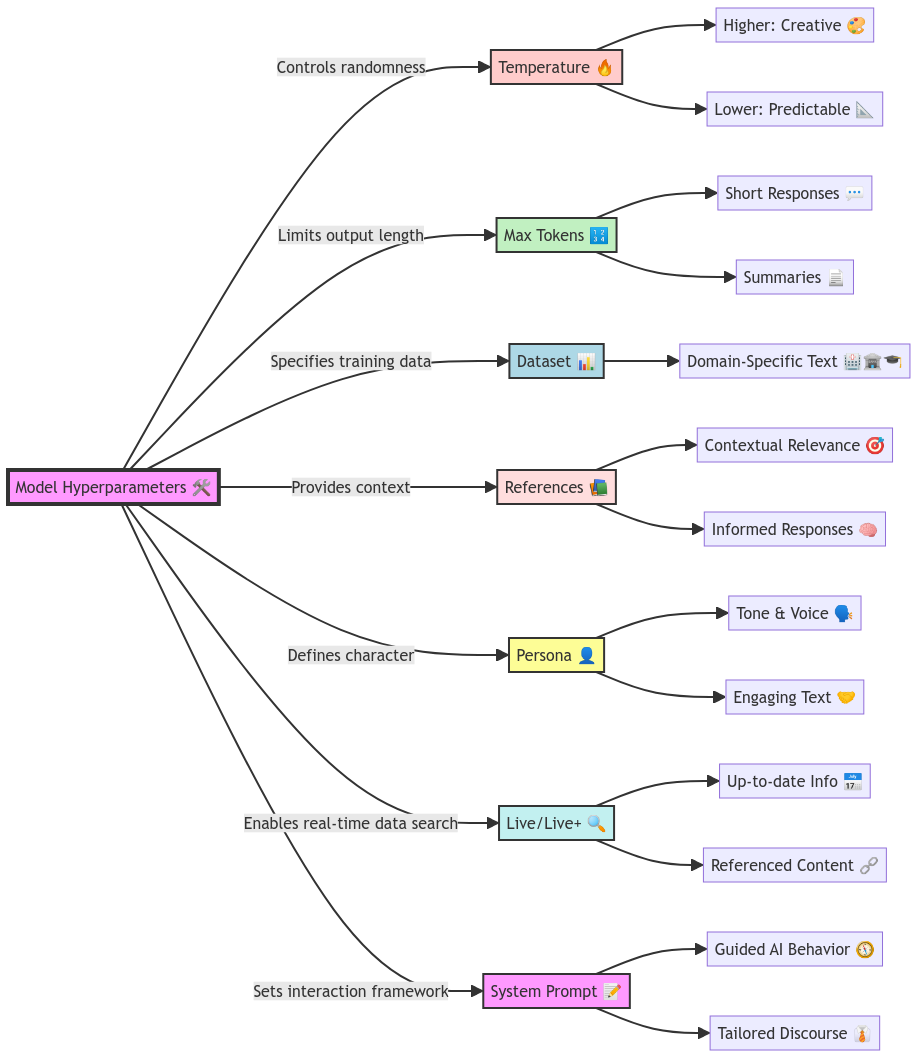 Model Hyperparameters 🛠️
Controls randomness
Temperature 🔥
Higher: Creative 🎨
Lower: Predictable 📐
Limits output length
Max Tokens 🔢
Short Responses 💬
Summaries 📄
Specifies training data
Dataset 📊
Domain-Specific Text 🏥🏦🎓
Provides context
References 📚
Contextual Relevance 🎯
Informed Responses 🧠
Defines character
Persona 👤
Tone & Voice 🗣️
Engaging Text 🤝
Enables real-time data search
Live/Live+ 🔍
Up-to-date Info 📅
Referenced Content 🔗
Sets interaction framework
System Prompt 📝
Guided AI Behavior 🧭
Tailored Discourse 👔